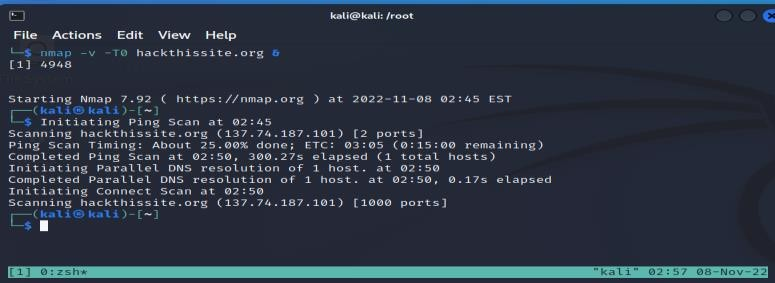 kali@kali: /root
File Actions Edit View Help
└─$ nmap -v -T0 hackthissite.org &
[1] 4948
Starting Nmap 7.92 ( https://nmap.org ) at 2022-11-08 02:45 EST
┌──(kali㉿kali)-[~]
└─$ Initiating Ping Scan at 02:45
Scanning hackthissite.org (137.74.187.101) [2 ports]
Ping Scan Timing: About 25.00% done; ETC: 03:05 (0:15:00 remaining)
Completed Ping Scan at 02:50, 300.27s elapsed (1 total hosts)
Initiating Parallel DNS resolution of 1 host. at 02:50
Completed Parallel DNS resolution of 1 host. at 02:50, 0.17s elapsed
Initiating Connect Scan at 02:50
Scanning hackthissite.org (137.74.187.101) [1000 ports]
┌──(kali㉿kali)-[~]
└─$
[1] 0:zsh* "kali" 02:57 08-Nov-22